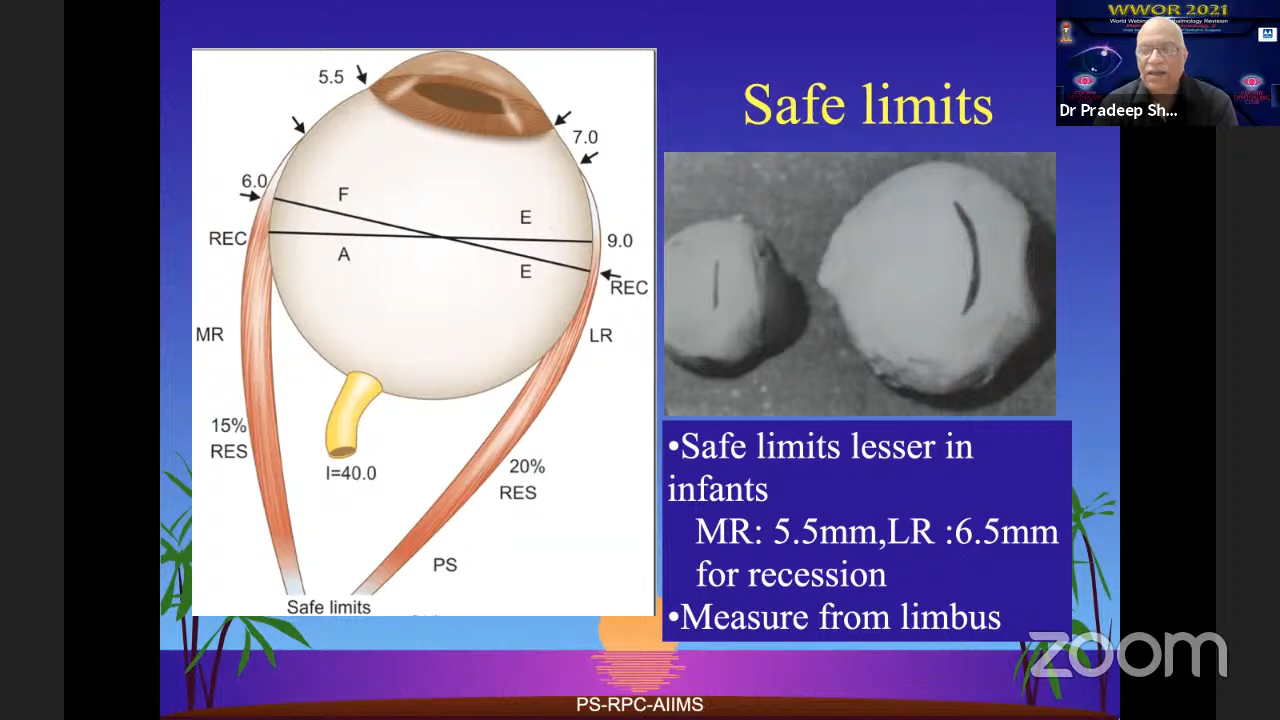 WWOR 2021
Dr Pradeep Sh...
Safe limits
5.5
7.0
6.0
F
E
REC
9.0
A
E
REC
MR
LR
15%
RES
20%
RES
I=40.0
PS
Safe limits
•Safe limits lesser in
infants
MR: 5.5mm,LR :6.5mm
for recession
•Measure from limbus
zoom
PS-RPC-AIIMS